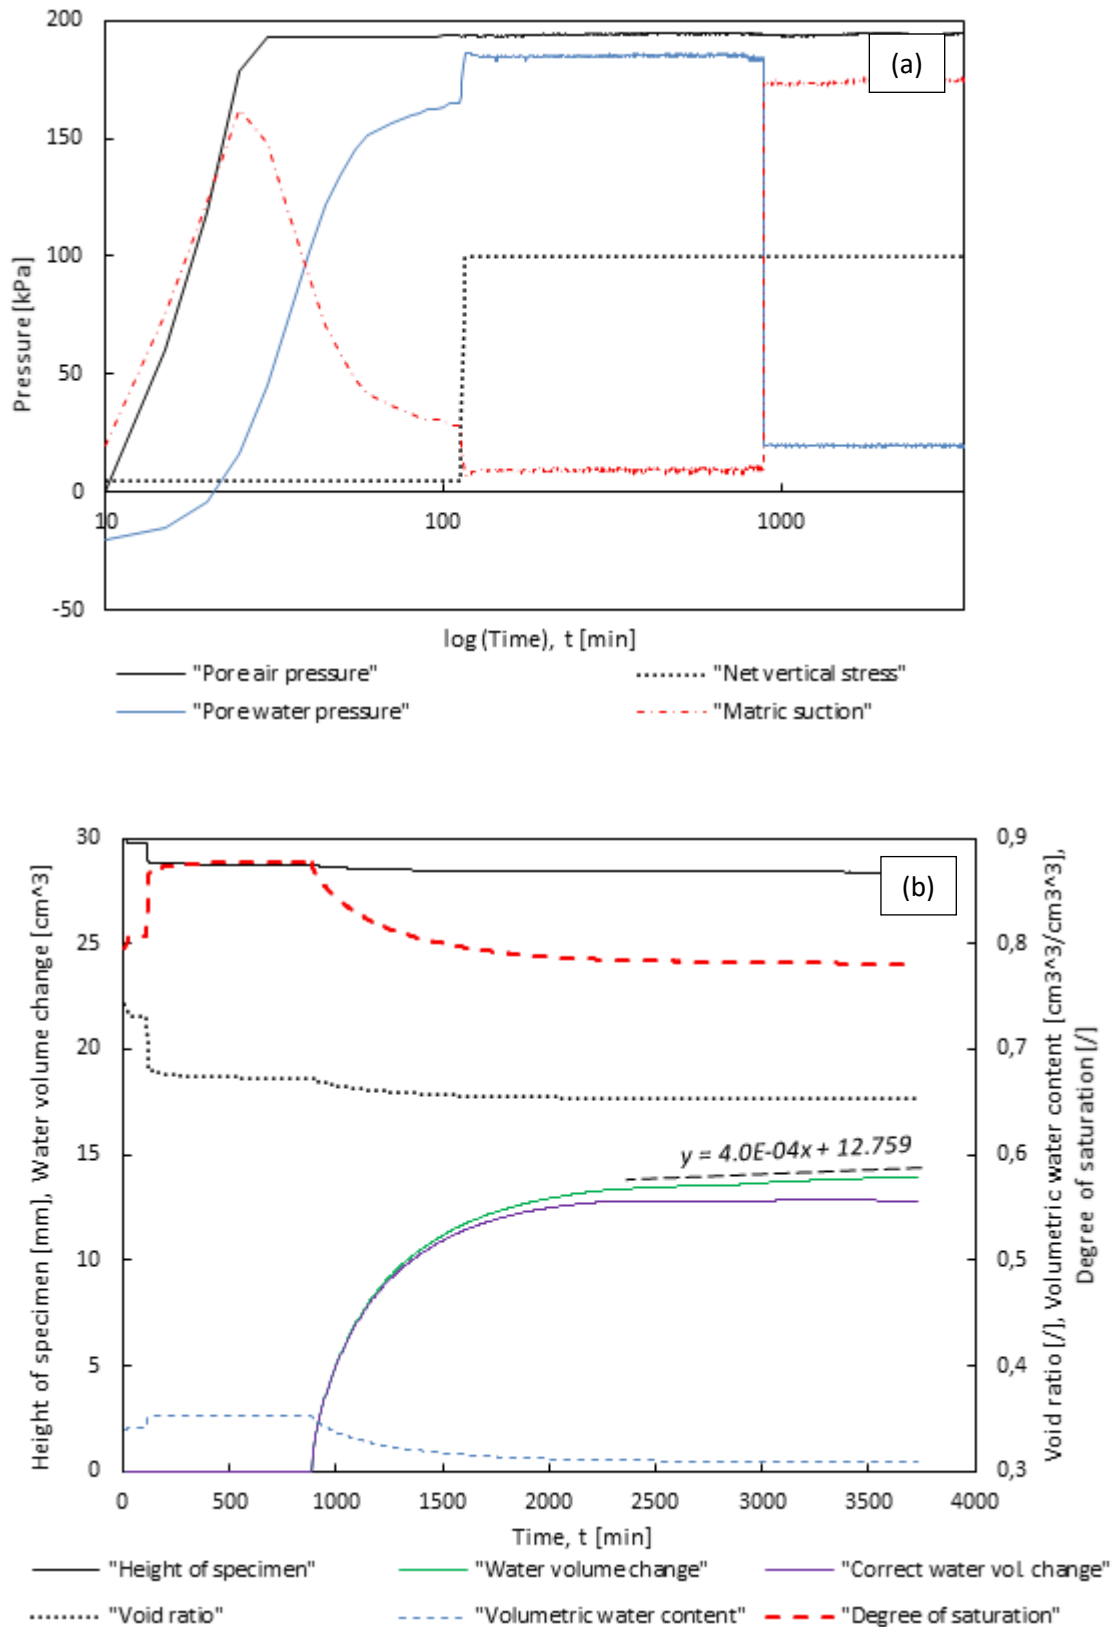 200
(a)
150
100
50
0
10
100
1000
-50
Pressure [kPa]
log (Time), t [min]
"Pore air pressure"
"Net vertical stress"
"Pore water pressure"
"Matric suction"
30
0,9
(b)
25
0,8
20
0,7
y = 4.0E-04x + 12.759
15
0,6
10
0,5
5
0,4
0
0,3
0
500
1000
1500
2000
2500
3000
3500
4000
Height of specimen [mm], Water volume change [cm^3]
Void ratio [/], Volumetric water content [cm3^3/cm3^3],
Degree of saturation [/]
Time, t [min]
"Height of specimen"
"Water volume change"
"Correct water vol. change"
"Void ratio"
"Volumetric water content"
"Degree of saturation"